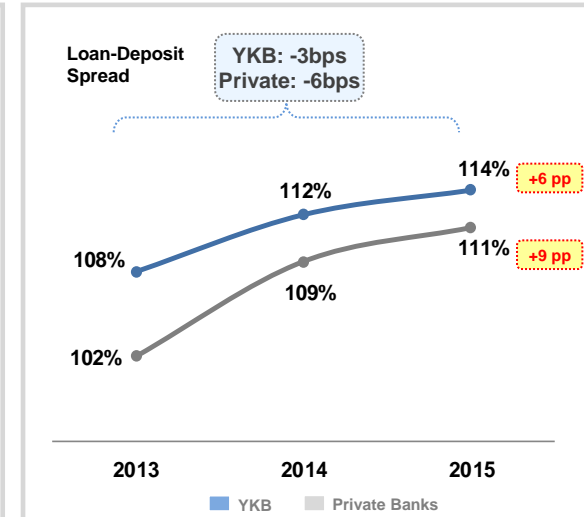 Loan-Deposit
Spread
YKB: -3bps
Private: -6bps
114%
+6 pp
112%
108%
111%
+9 pp
109%
102%
2013
2014
2015
YKB
Private Banks